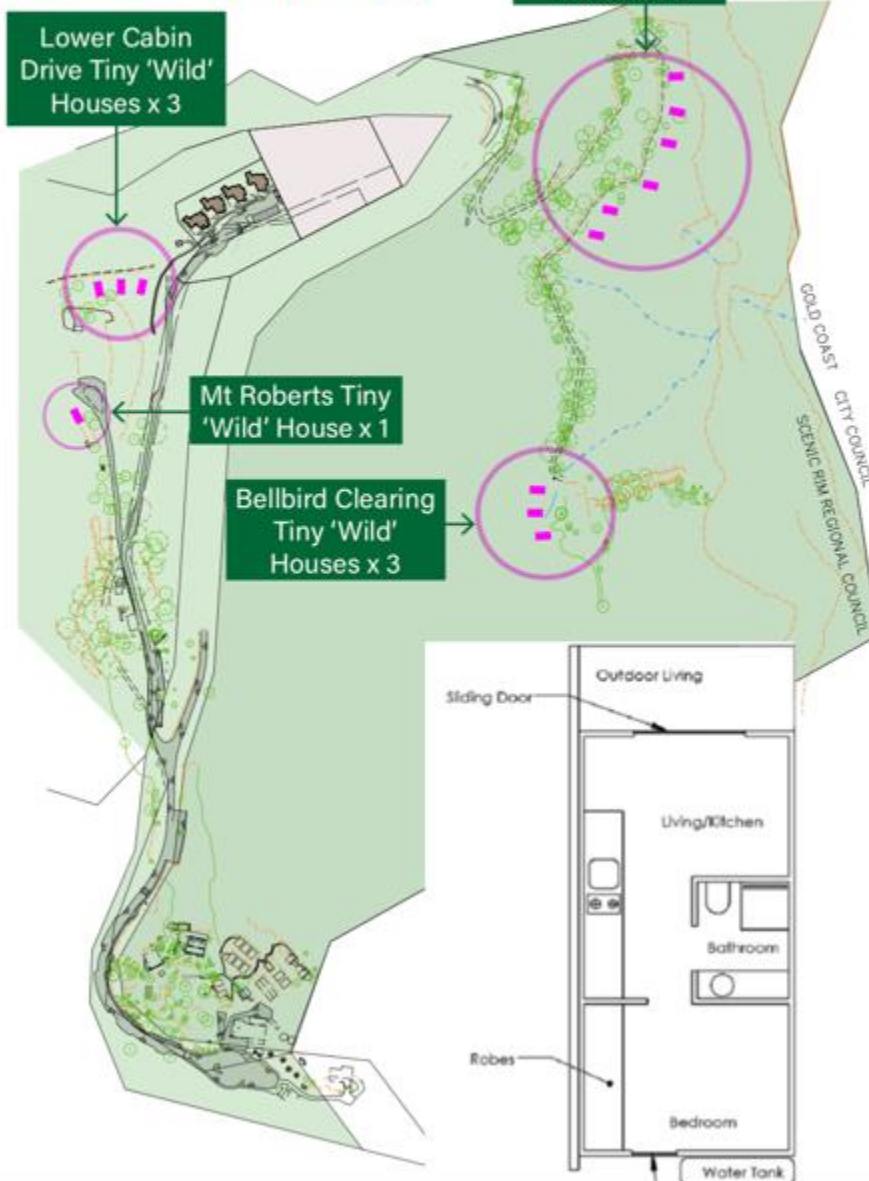 Lower Cabin
Drive Tiny 'Wild'
Houses x 3
Mt Roberts Tiny
'Wild' House x 1
Bellbird Clearing
Tiny 'Wild'
Houses x 3
GOLD COAST CITY COUNCIL
SCENIC RIM REGIONAL COUNCIL
Outdoor Living
Sliding Door
Living/Kitchen
Bathroom
Robes
Bedroom
Water Tank